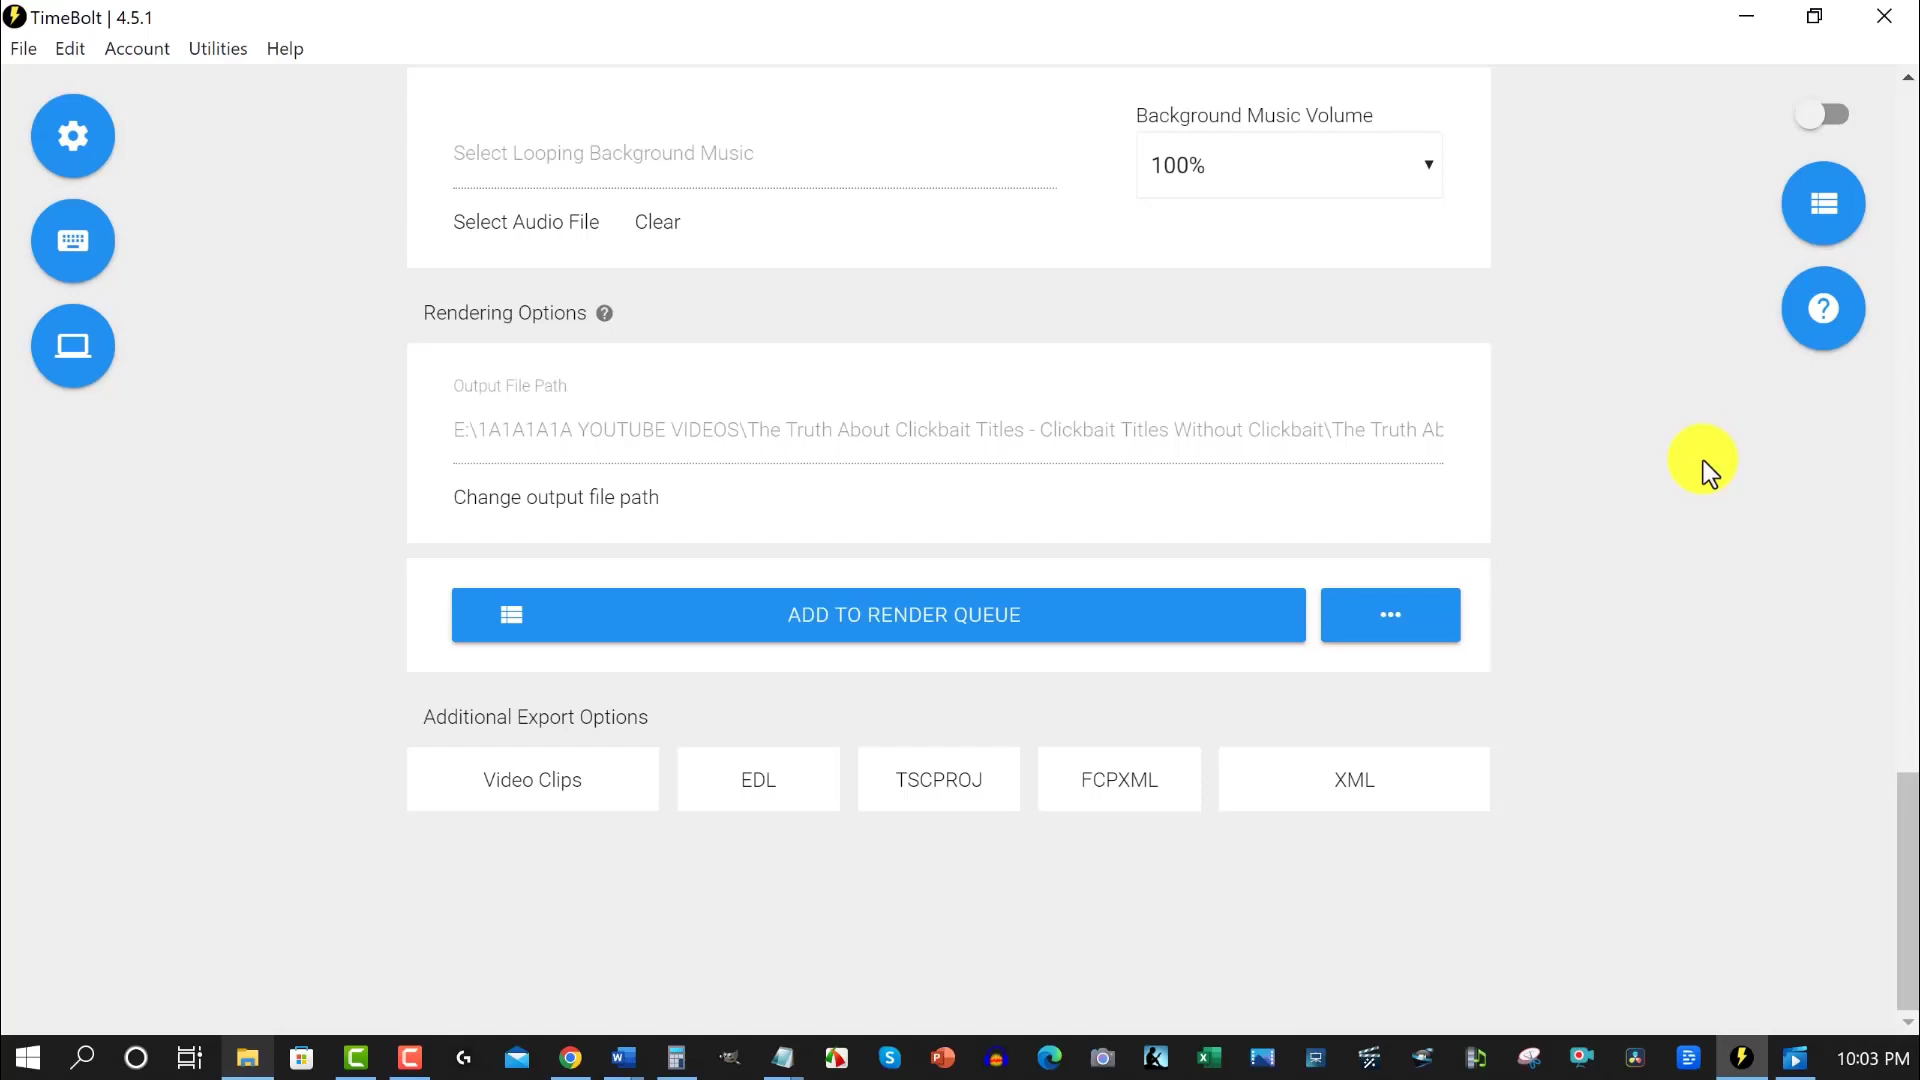 TimeBolt | 4.5.1
File Edit Account Utilities Help
Background Music Volume
Select Looping Background Music
100%
Select Audio File Clear
Rendering Options
Output File Path
E:\1A1A1A1A YOUTUBE VIDEOS\The Truth About Clickbait Titles - Clickbait Titles Without Clickbait\The Truth Ab
Change output file path
ADD TO RENDER QUEUE
Additional Export Options
Video Clips EDL TSCPROJ FCPXML XML
10:03 PM